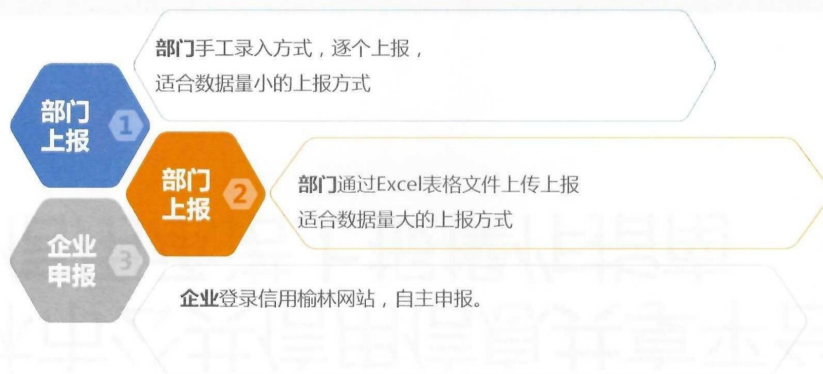 部门手工录入方式，逐个上报，
适合数据量小的上报方式
部门
上报
1
部门
上报
2
部门通过Excel表格文件上传上报
适合数据量大的上报方式
企业
申报
3
企业登录信用榆林网站，自主申报。